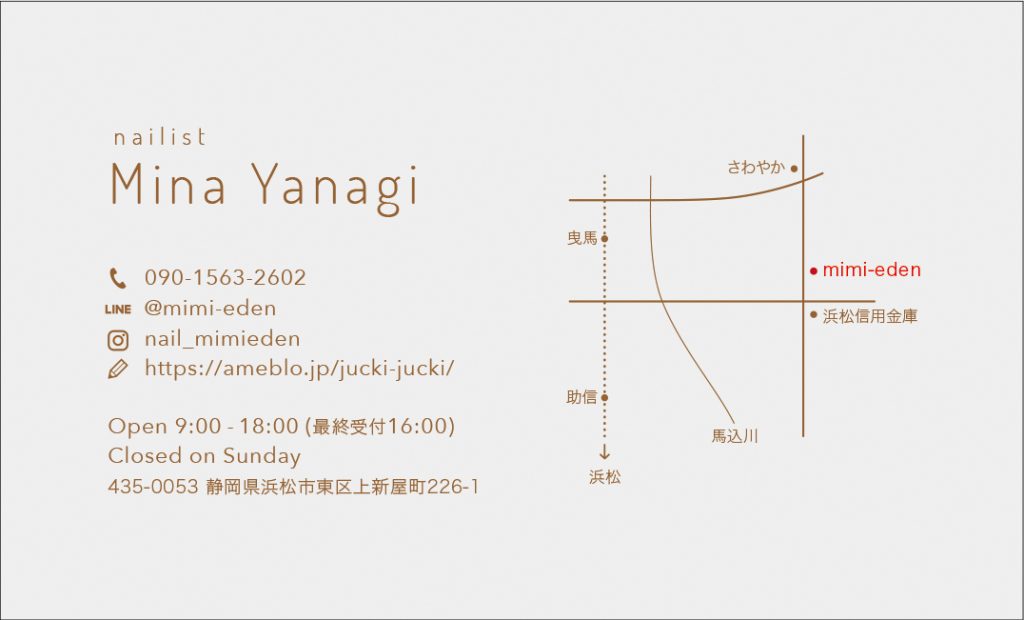 nailist
Mina Yanagi
090-1563-2602
LINE @mimi-eden
nail_mimieden
https://ameblo.jp/jucki-jucki/
Open 9:00 - 18:00 (最終受付16:00)
Closed on Sunday
435-0053 静岡県浜松市東区上新屋町226-1
さわやか
曳馬
mimi-eden
浜松信用金庫
助信
馬込川
浜松